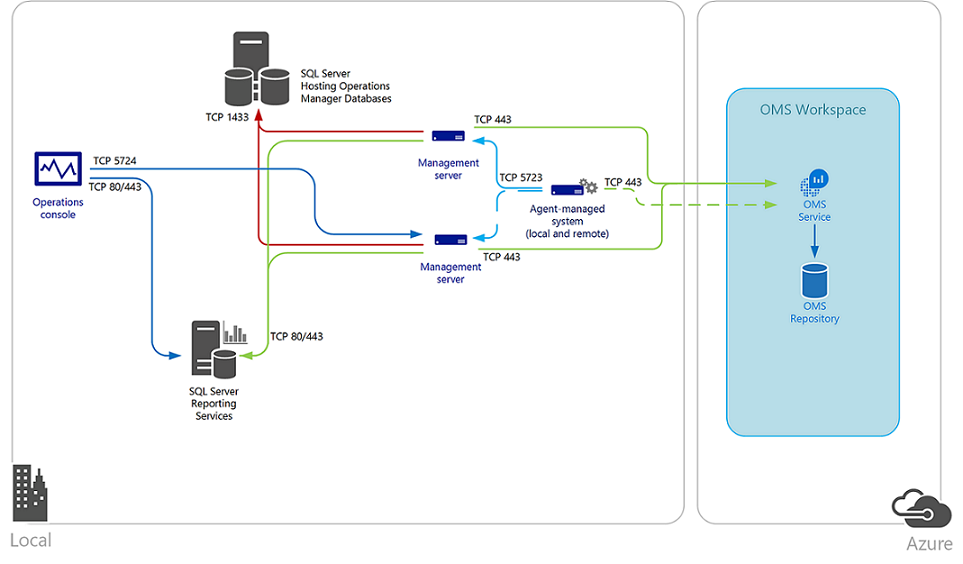 OMS Workspace
SQL Server
Hosting Operations
Manager Databases
TCP 1433
TCP 443
Management
server
TCP 5724
TCP 80/443
Operations
console
TCP 5723
TCP 443
Agent-managed
system
(local and remote)
OMS
Service
TCP 443
Management
server
OMS
Repository
TCP 80/443
SQL Server
Reporting
Services
Local
Azure